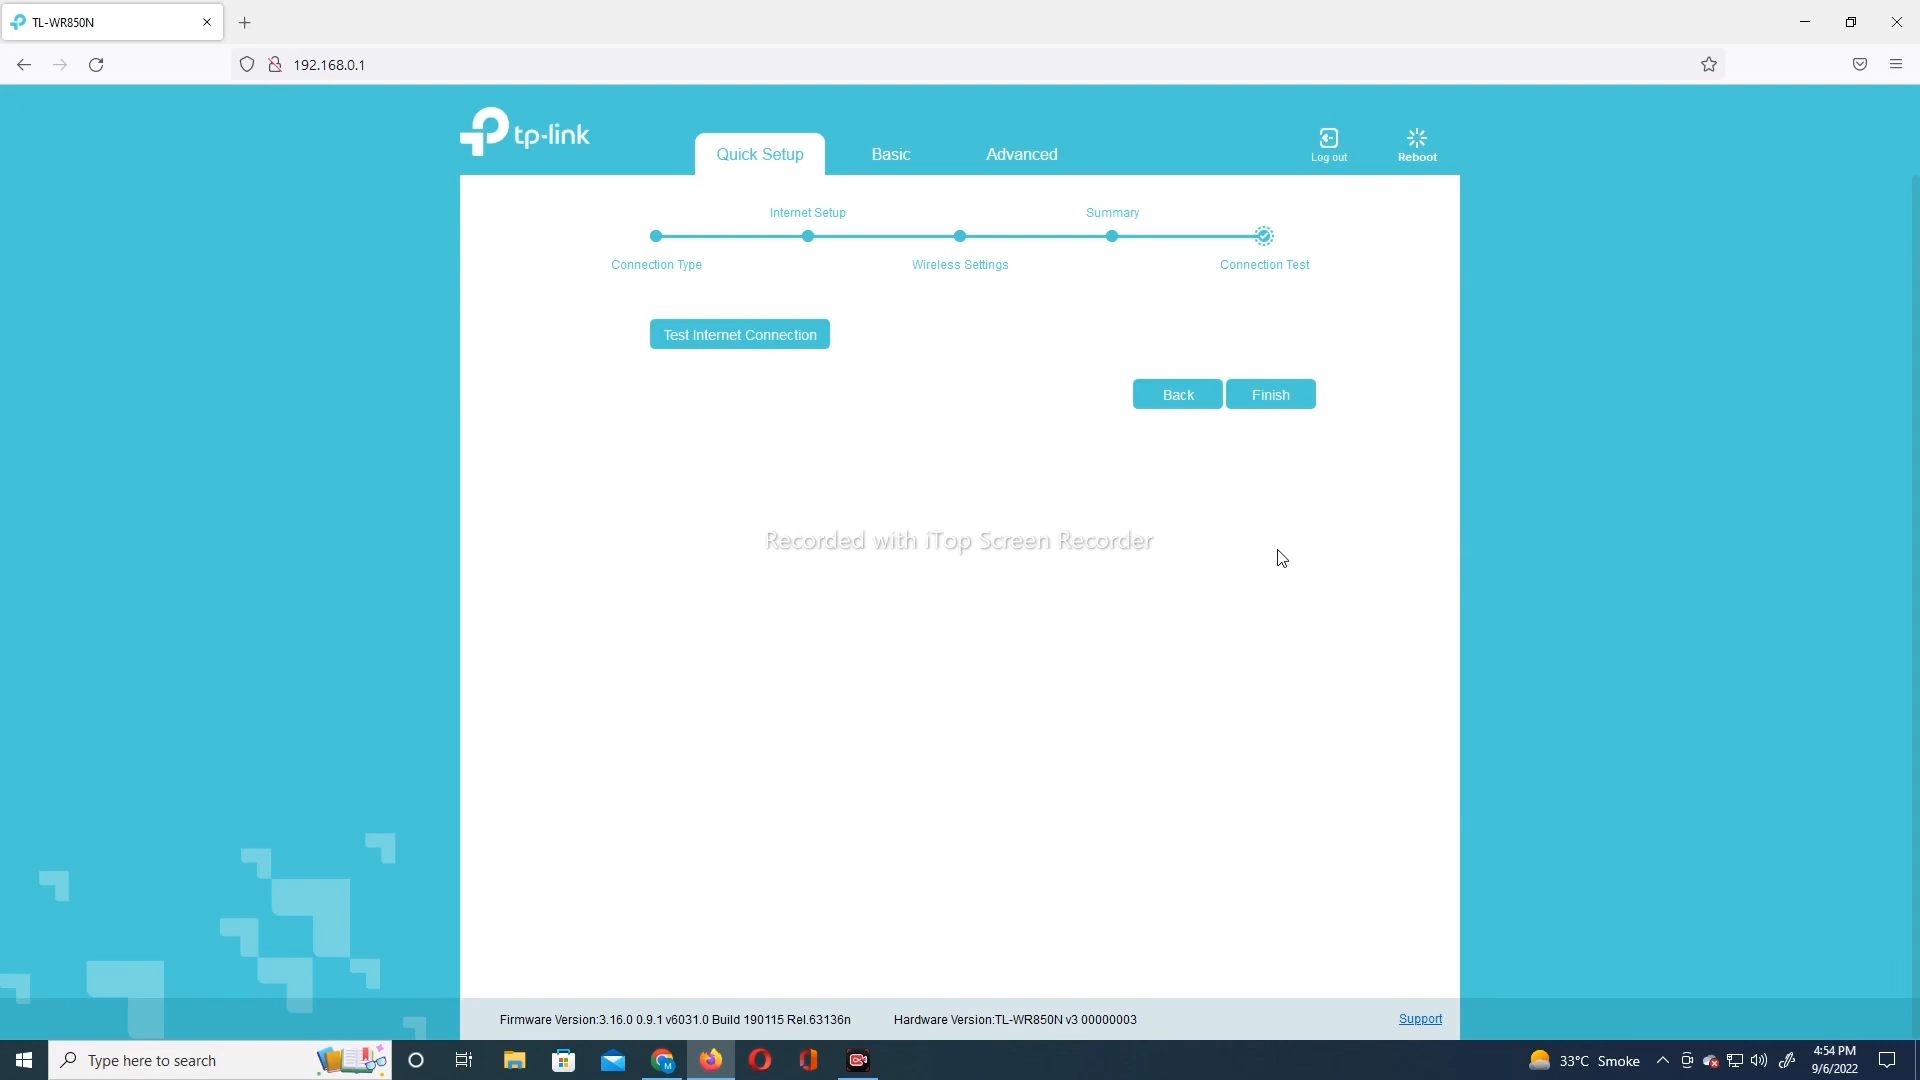 TL-WR850N
192.168.0.1
tp-link
Quick Setup
Basic
Advanced
Log out
Reboot
Internet Setup
Summary
Connection Type
Wireless Settings
Connection Test
Test Internet Connection
Back
Finish
Recorded with iTop Screen Recorder
Firmware Version:3.16.0 0.9.1 v6031.0 Build 190115 Rel.63136n
Hardware Version:TL-WR850N v3 00000003
Support
Type here to search
M
33°C Smoke
4:54 PM
9/6/2022